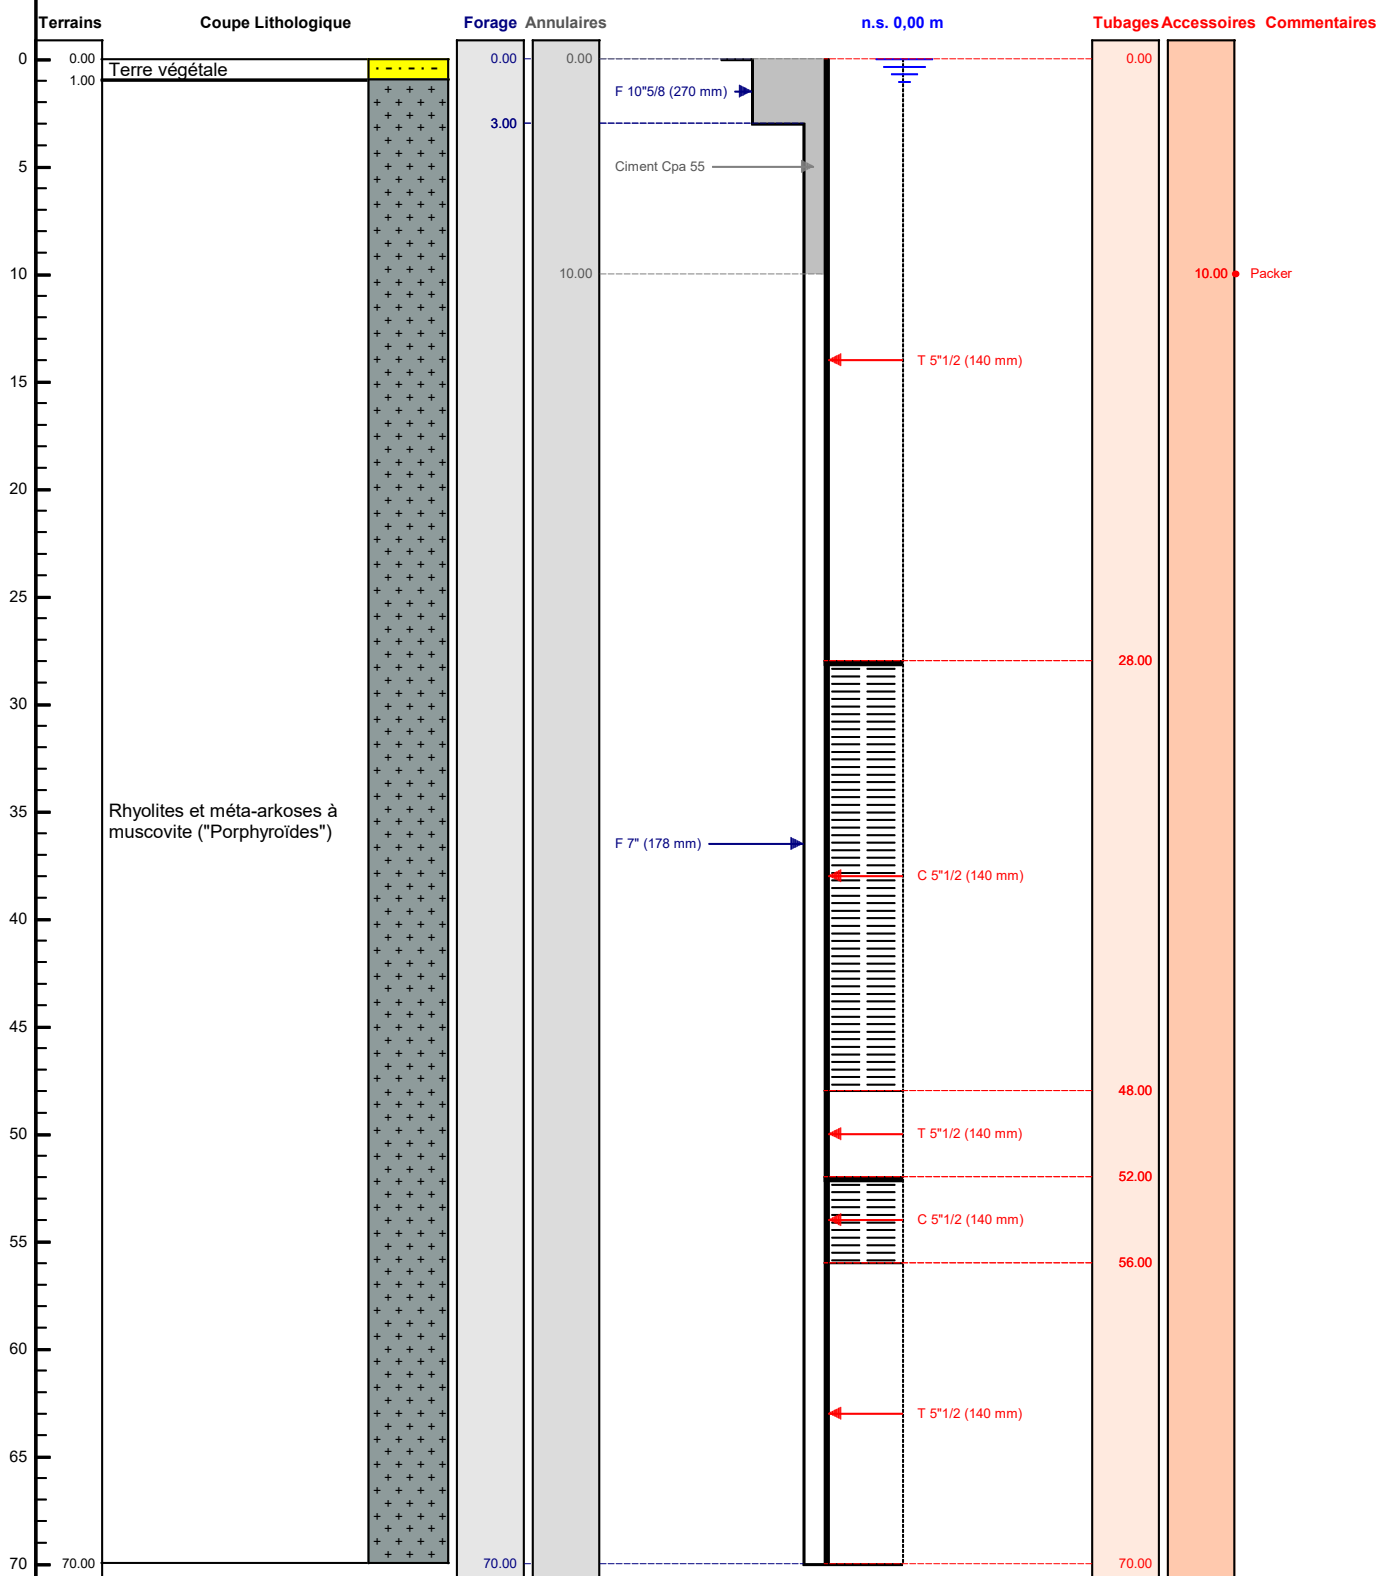 Terrains Coupe Lithologique Forage Annulaires n.s. 0,00 m Tubages Accessoires Commentaires
0 0.00 0.00 0.00 0.00
Terre végétale
1.00
F 10"5/8 (270 mm)
3.00
5 Ciment Cpa 55
10 10.00 10.00 Packer
T 5"1/2 (140 mm)
15
20
25
28.00
30
35 Rhyolites et méta-arkoses à
muscovite ("Porphyroïdes")
F 7" (178 mm)
C 5"1/2 (140 mm)
40
45
48.00
50 T 5"1/2 (140 mm)
52.00
C 5"1/2 (140 mm)
55
56.00
60
T 5"1/2 (140 mm)
65
70 70.00 70.00 70.00